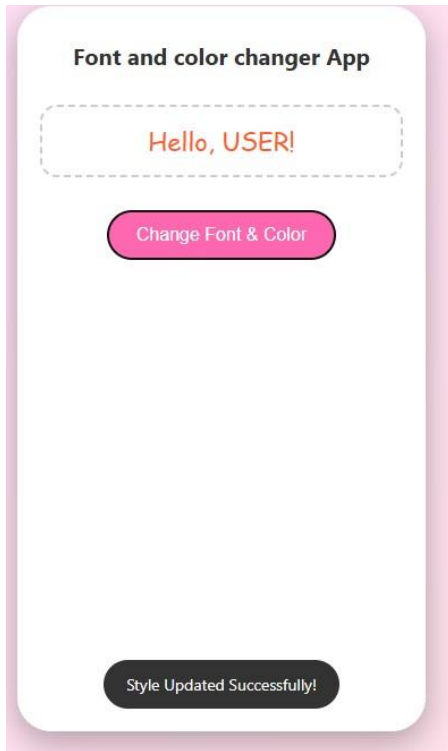 Font and color changer App
Hello, USER!
Change Font & Color
Style Updated Successfully!